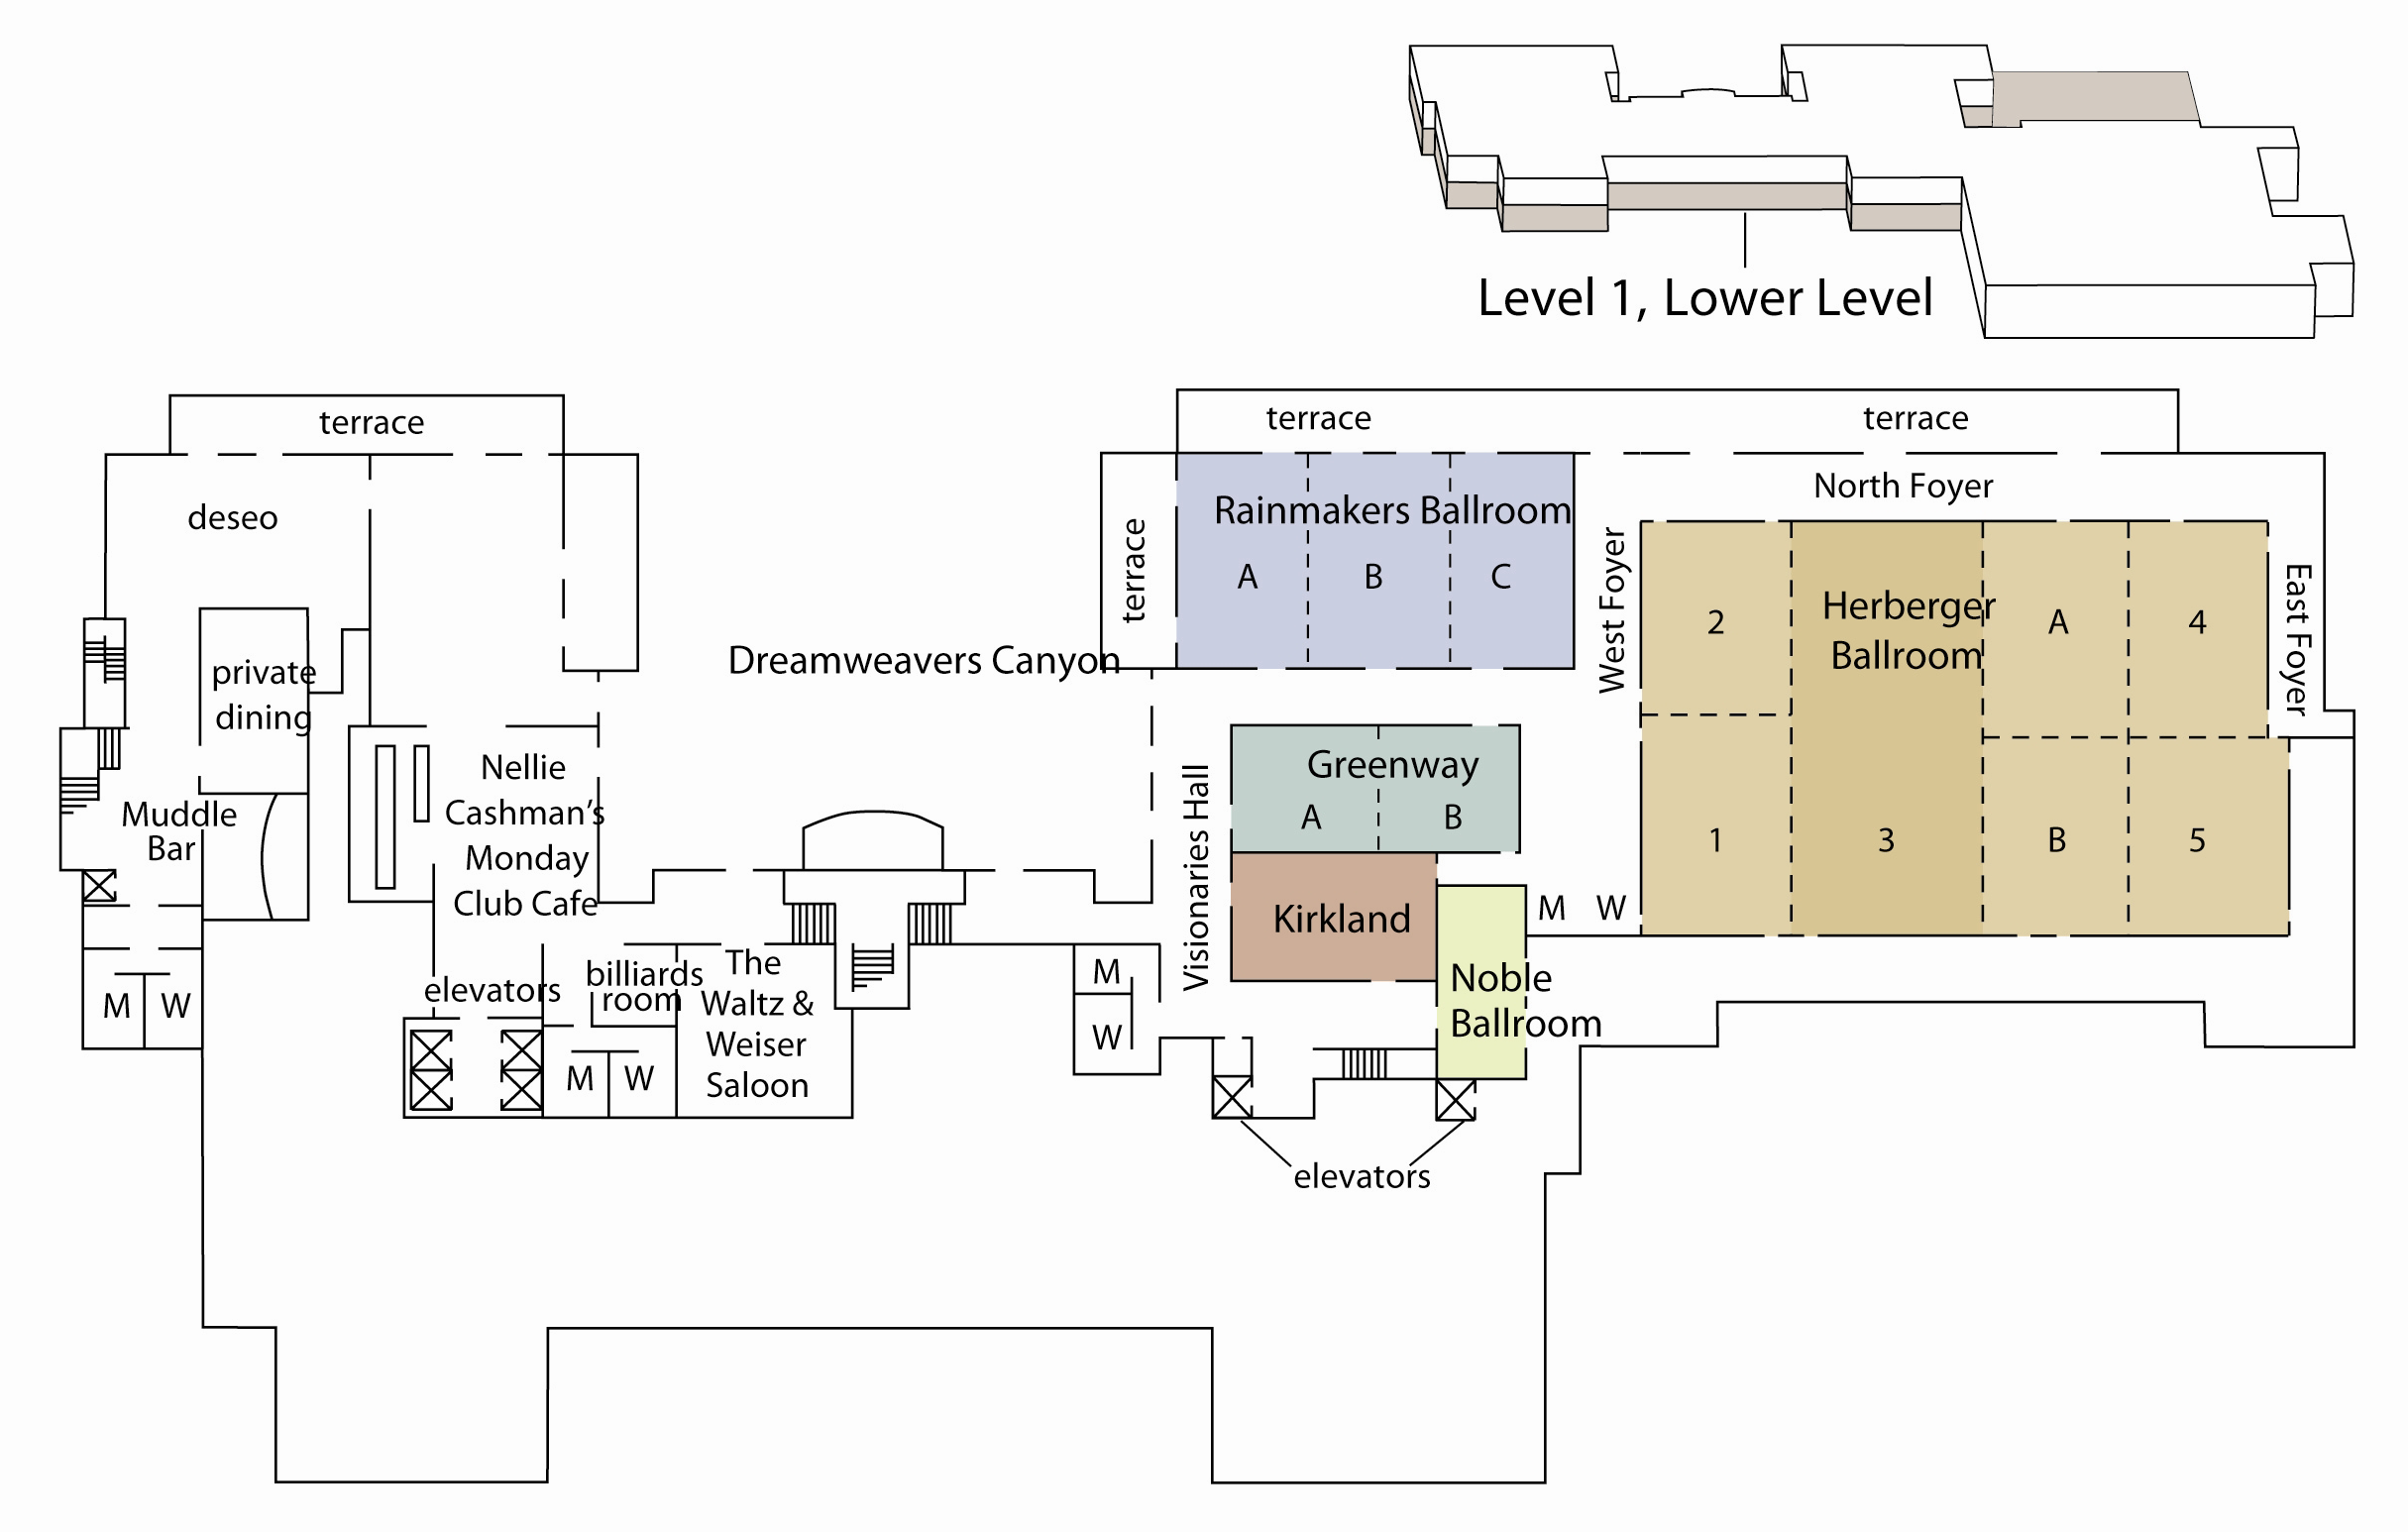 Level 1, Lower Level
terrace
terrace
terrace
deseo
North Foyer
Rainmakers Ballroom
A
B
C
terrace
West Foyer
East Foyer
2
Herberger
Ballroom
A
4
Dreamweavers Canyon
private
dining
Nellie
Cashman's
Monday
Club Cafe
Muddle
Bar
Visionaries Hall
Greenway
A
B
1
3
B
5
Kirkland
M
W
Noble
Ballroom
M
W
elevators
billiards
room
The
Waltz &
Weiser
Saloon
M
W
M
W
elevators